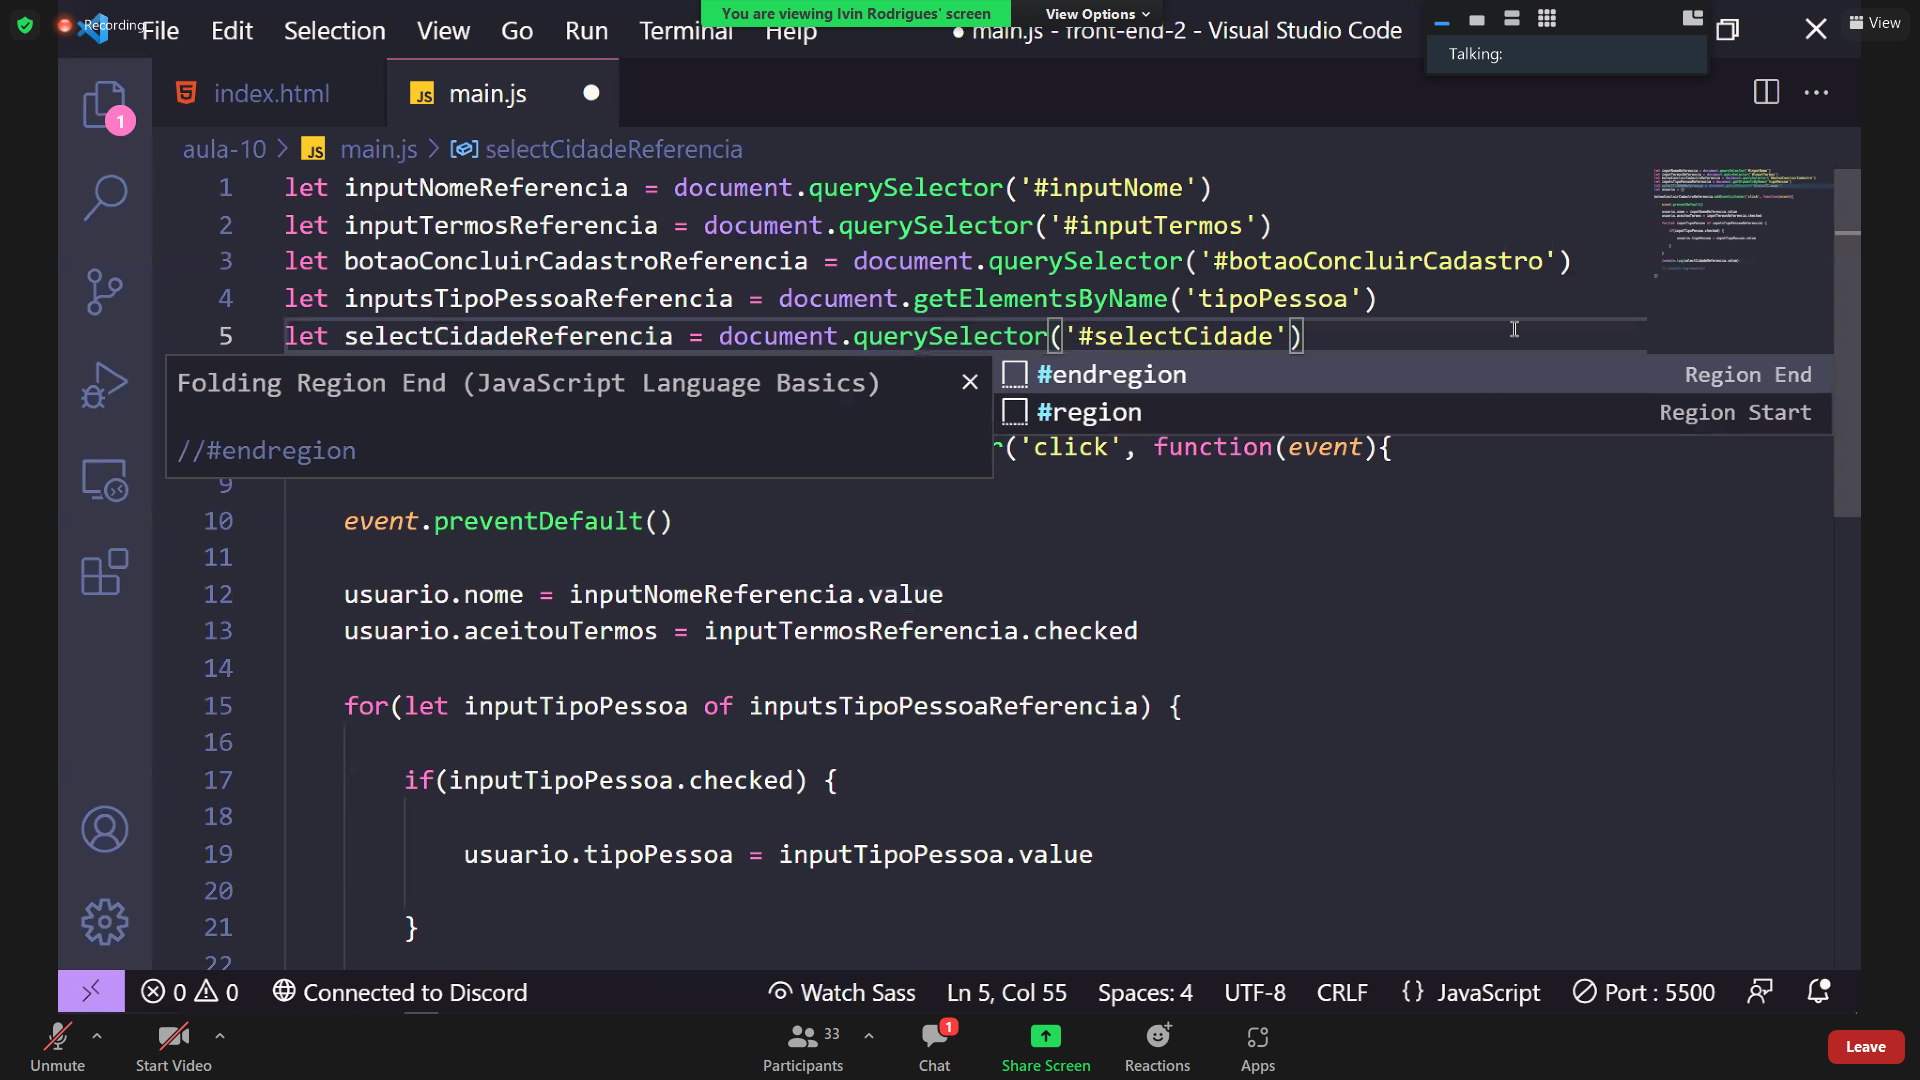 Recording
File Edit Selection View Go Run Terminal Help
You are viewing Ivin Rodrigues' screen
View Options
● main.js - front-end-2 - Visual Studio Code
Talking:
View
1
index.html
JS main.js
aula-10 > JS main.js > selectCidadeReferencia
1 let inputNomeReferencia = document.querySelector('#inputNome')
2 let inputTermosReferencia = document.querySelector('#inputTermos')
3 let botaoConcluirCadastroReferencia = document.querySelector('#botaoConcluirCadastro')
4 let inputsTipoPessoaReferencia = document.getElementsByName('tipoPessoa')
5 let selectCidadeReferencia = document.querySelector('#selectCidade')
Folding Region End (JavaScript Language Basics)
//#endregion
#endregion Region End
#region Region Start
r('click', function(event){
9
10 event.preventDefault()
11
12 usuario.nome = inputNomeReferencia.value
13 usuario.aceitouTermos = inputTermosReferencia.checked
14
15 for(let inputTipoPessoa of inputsTipoPessoaReferencia) {
16
17 if(inputTipoPessoa.checked) {
18
19 usuario.tipoPessoa = inputTipoPessoa.value
20
21 }
22
0 0 Connected to Discord Watch Sass Ln 5, Col 55 Spaces: 4 UTF-8 CRLF {} JavaScript Port : 5500
Unmute Start Video Participants 33 Chat 1 Share Screen Reactions Apps Leave